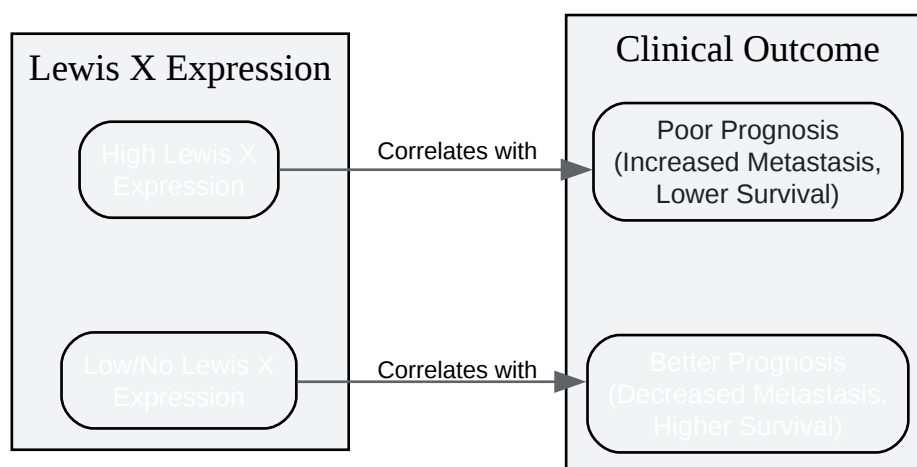 Lewis X Expression
High Lewis X
Expression
Low/No Lewis X
Expression
Correlates with
Correlates with
Clinical Outcome
Poor Prognosis
(Increased Metastasis,
Lower Survival)
Better Prognosis
(Decreased Metastasis,
Higher Survival)